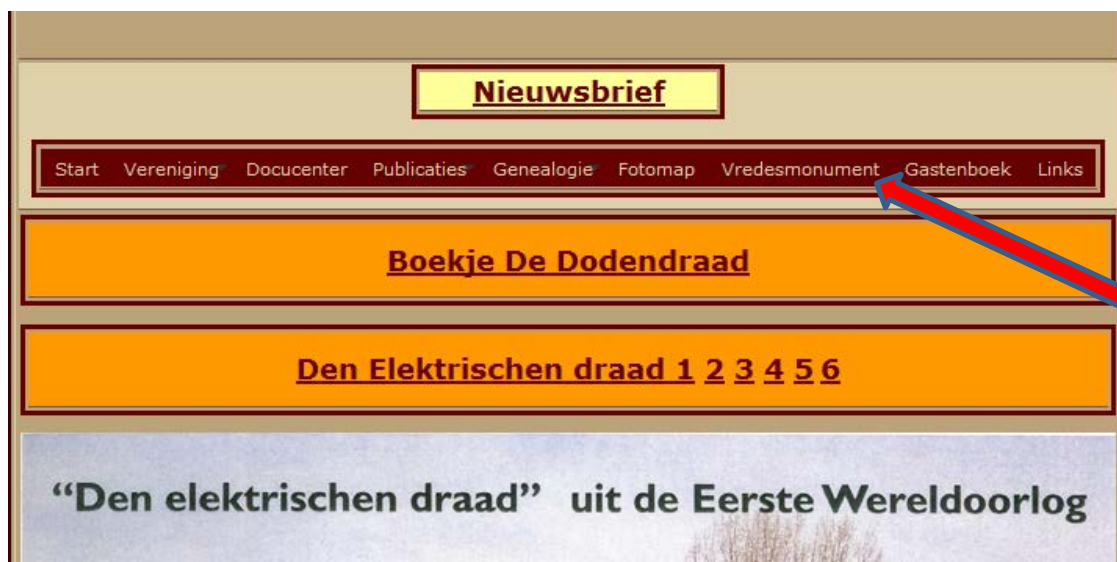 Nieuwsbrief
Start Vereniging Docucenter Publicaties Genealogie Fotomap Vredesmonument Gastenboek Links
Boekje De Dodendraad
Den Elektrischen draad 1 2 3 4 5 6
“Den elektrischen draad” uit de Eerste Wereldoorlog